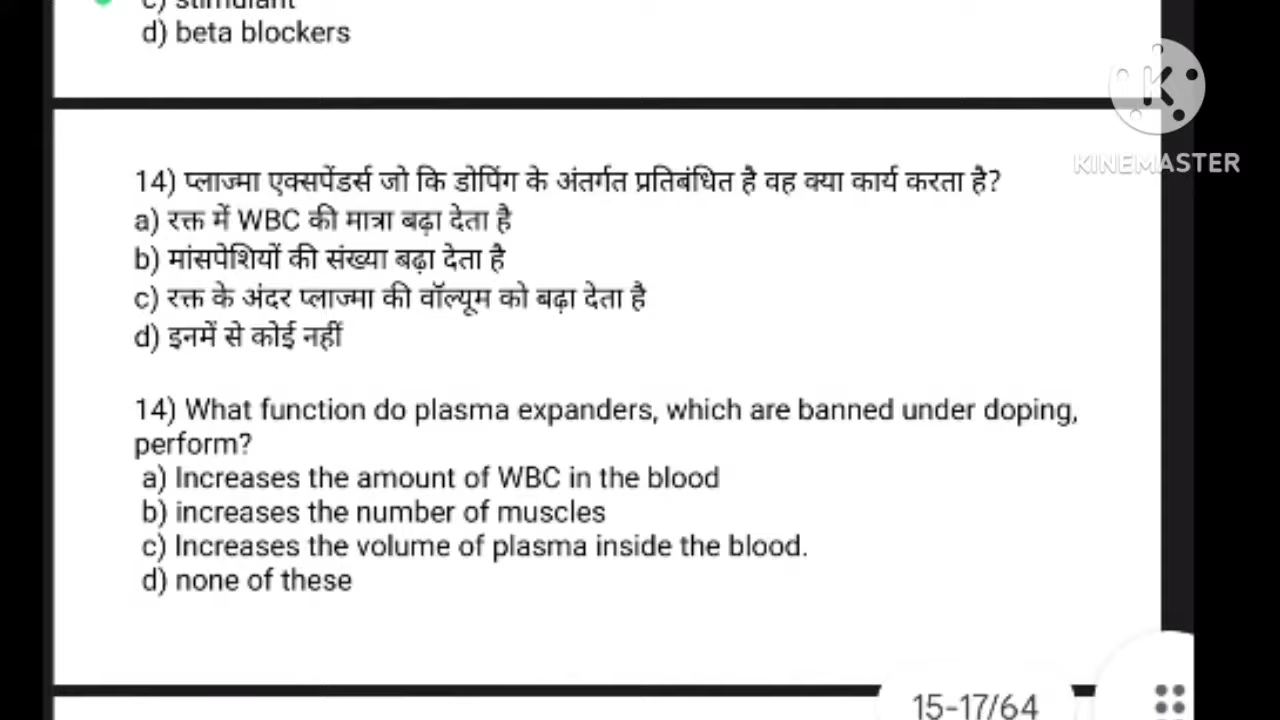 c) stimulant
d) beta blockers
14) प्लाज्मा एक्सपेंडर्स जो कि डोपिंग के अंतर्गत प्रतिबंधित है वह क्या कार्य करता है?
a) रक्त में WBC की मात्रा बढ़ा देता है
b) मांसपेशियों की संख्या बढ़ा देता है
c) रक्त के अंदर प्लाज्मा की वॉल्यूम को बढ़ा देता है
d) इनमें से कोई नहीं
14) What function do plasma expanders, which are banned under doping,
perform?
a) Increases the amount of WBC in the blood
b) increases the number of muscles
c) Increases the volume of plasma inside the blood.
d) none of these
15-17/64
K
KINEMASTER